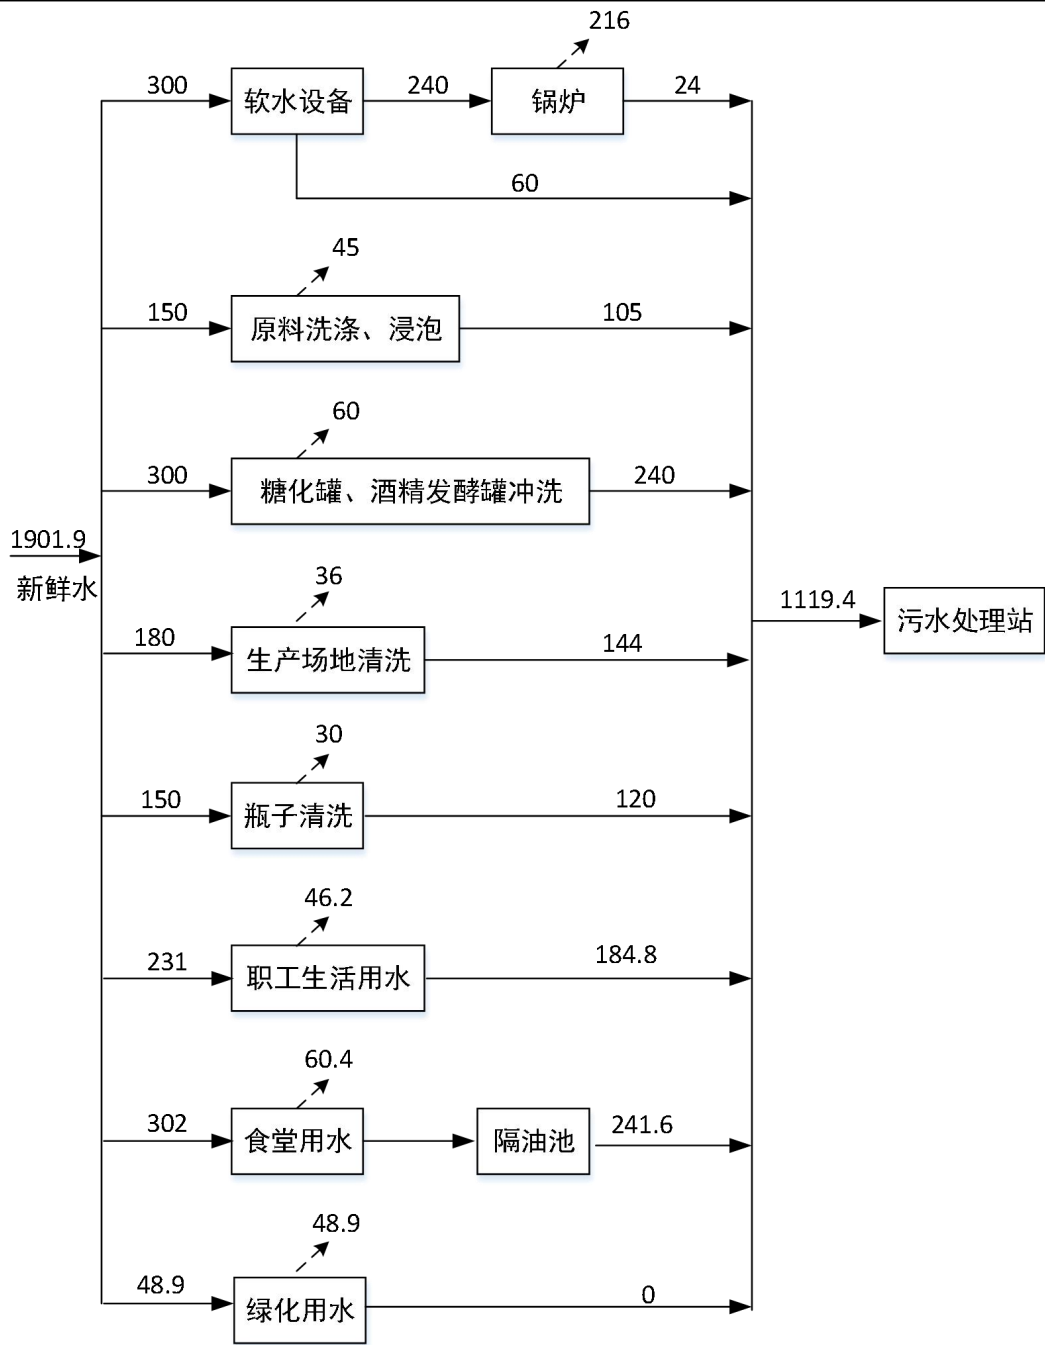 216
300
软水设备
240
锅炉
24
60
45
150
原料洗涤、浸泡
105
60
300
糖化罐、酒精发酵罐冲洗
240
1901.9
新鲜水
36
180
生产场地清洗
144
1119.4
污水处理站
30
150
瓶子清洗
120
46.2
231
职工生活用水
184.8
60.4
302
食堂用水
隔油池
241.6
48.9
48.9
绿化用水
0